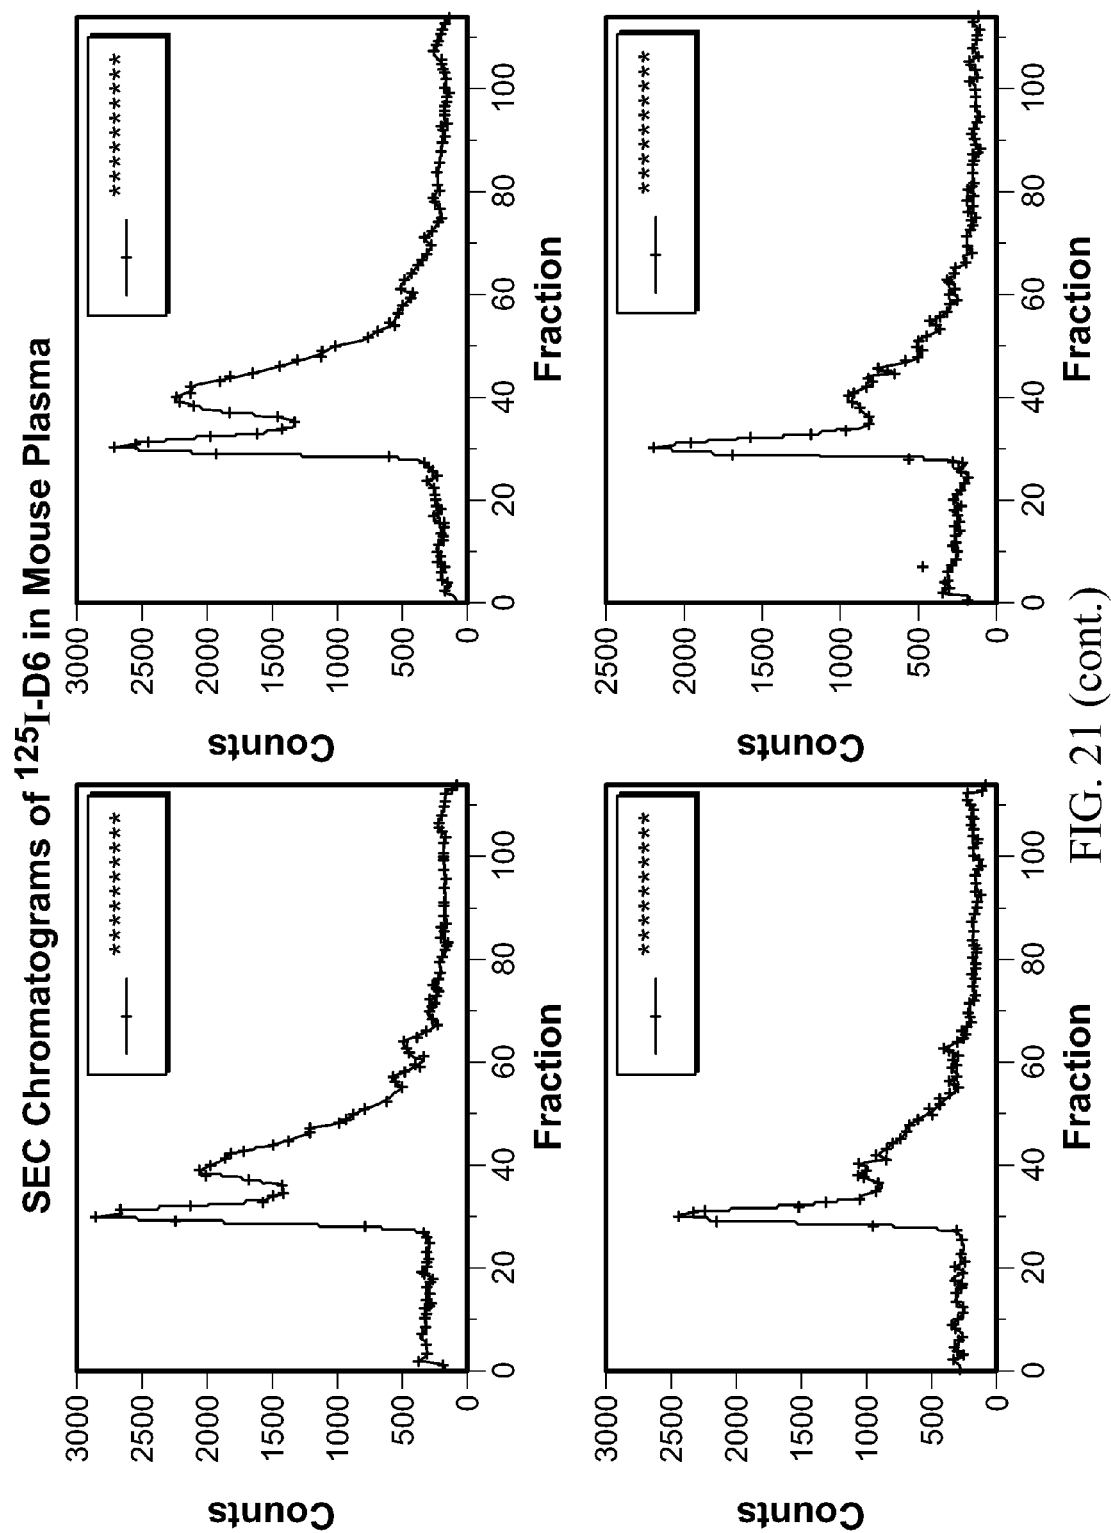 SEC Chromatograms of ¹²⁵I-D6 in Mouse Plasma
***********
Counts
3000
2500
2000
1500
1000
500
0
0 20 40 60 80 100
Fraction
***********
Counts
3000
2500
2000
1500
1000
500
0
0 20 40 60 80 100
Fraction
**********
Counts
3000
2500
2000
1500
1000
500
0
0 20 40 60 80 100
Fraction
**********
Counts
2500
2000
1500
1000
500
0
0 20 40 60 80 100
Fraction
FIG. 21 (cont.)